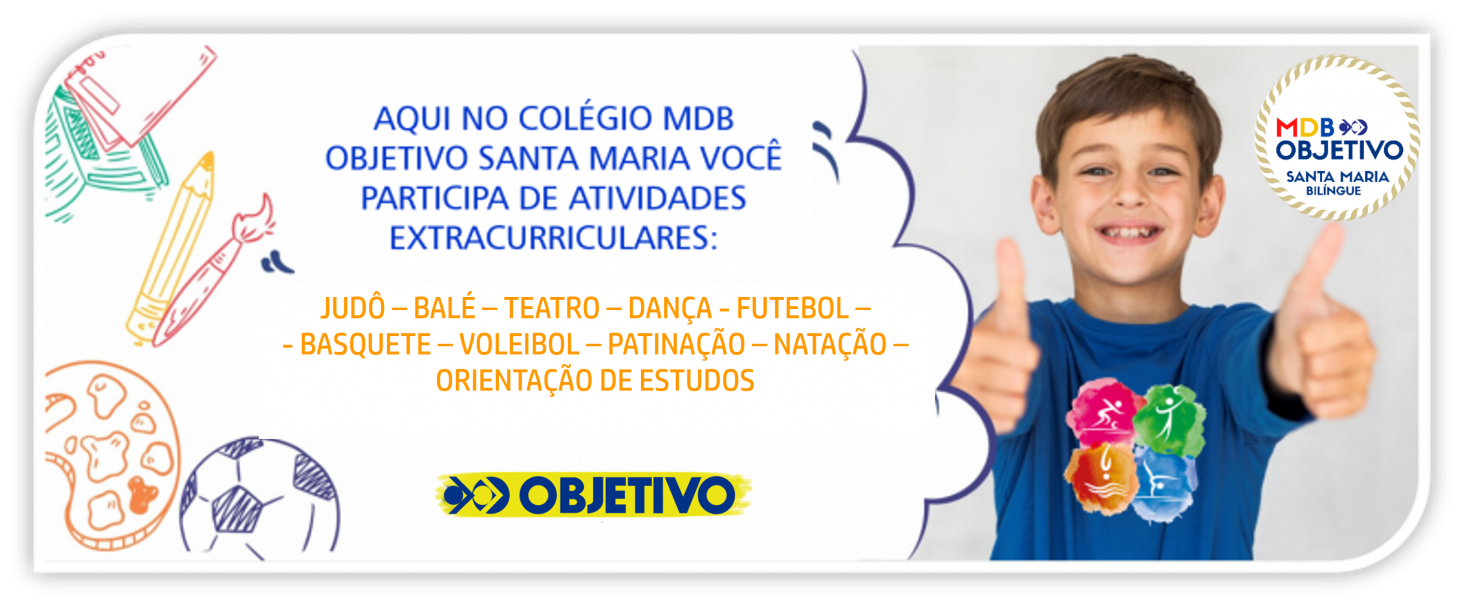 AQUI NO COLÉGIO MDB
OBJETIVO SANTA MARIA VOCÊ
PARTICIPA DE ATIVIDADES
EXTRACURRICULARES:
JUDÔ – BALÉ – TEATRO – DANÇA - FUTEBOL –
- BASQUETE – VOLEIBOL – PATINAÇÃO – NATAÇÃO –
ORIENTAÇÃO DE ESTUDOS
OBJETIVO
MDB
OBJETIVO
SANTA MARIA
BILÍNGUE